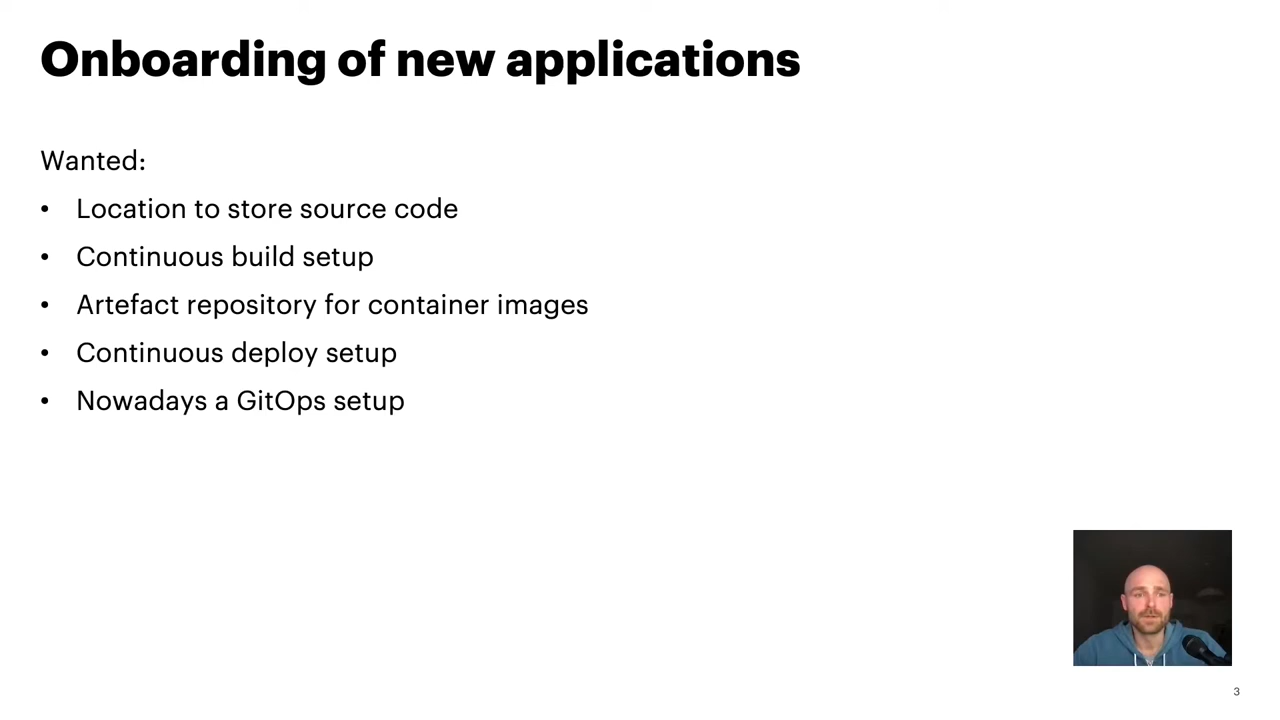 Onboarding of new applications
Wanted:
• Location to store source code
• Continuous build setup
• Artefact repository for container images
• Continuous deploy setup
• Nowadays a GitOps setup
3